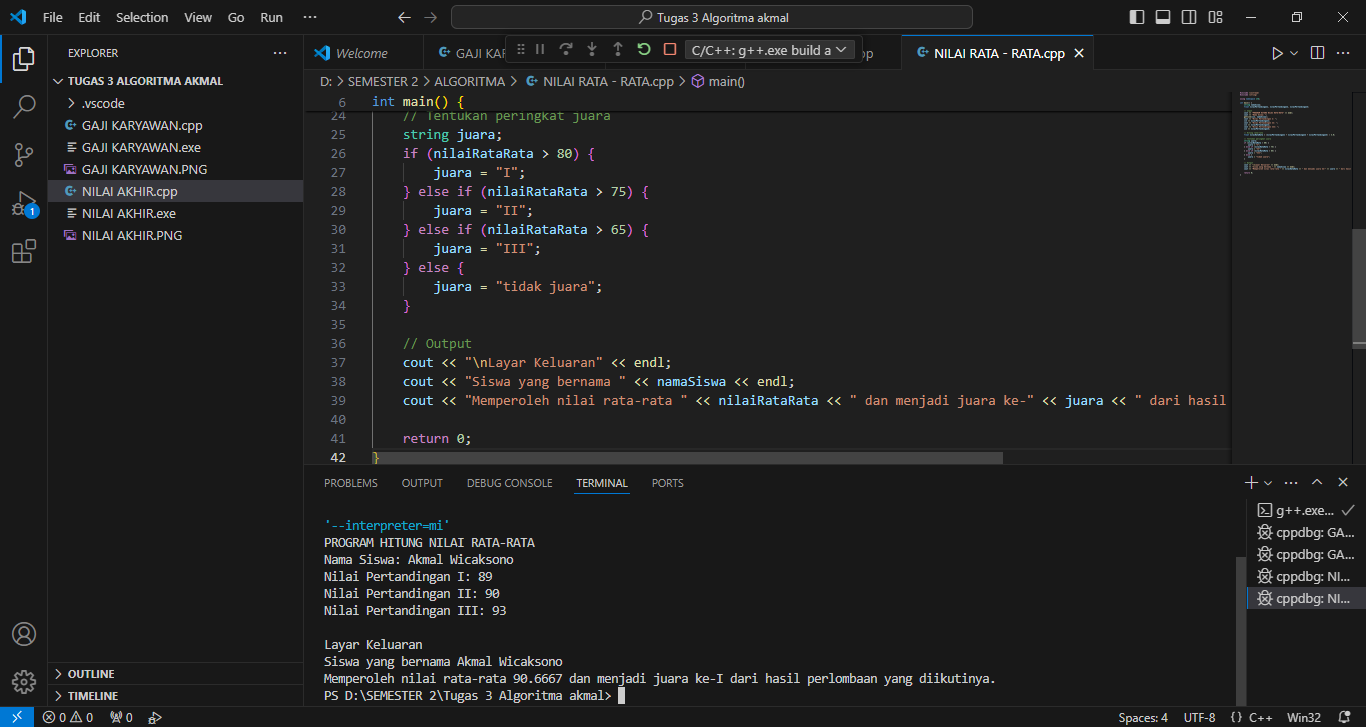 File Edit Selection View Go Run ··· Tugas 3 Algoritma akmal
EXPLORER ···
TUGAS 3 ALGORITMA AKMAL
.vscode
GAJI KARYAWAN.cpp
GAJI KARYAWAN.exe
GAJI KARYAWAN.PNG
NILAI AKHIR.cpp
NILAI AKHIR.exe
NILAI AKHIR.PNG
1
OUTLINE
TIMELINE
Welcome GAJI KAR C/C++: g++.exe build a pp NILAI RATA - RATA.cpp
D: > SEMESTER 2 > ALGORITMA > NILAI RATA - RATA.cpp > main()
6 int main() {
24 // Tentukan peringkat juara
25 string juara;
26 if (nilaiRataRata > 80) {
27 juara = "I";
28 } else if (nilaiRataRata > 75) {
29 juara = "II";
30 } else if (nilaiRataRata > 65) {
31 juara = "III";
32 } else {
33 juara = "tidak juara";
34 }
35
36 // Output
37 cout << "\nLayar Keluaran" << endl;
38 cout << "Siswa yang bernama " << namaSiswa << endl;
39 cout << "Memperoleh nilai rata-rata " << nilaiRataRata << " dan menjadi juara ke-" << juara << " dari hasil
40
41 return 0;
42 }
PROBLEMS OUTPUT DEBUG CONSOLE TERMINAL PORTS
'--interpreter=mi'
PROGRAM HITUNG NILAI RATA-RATA
Nama Siswa: Akmal Wicaksono
Nilai Pertandingan I: 89
Nilai Pertandingan II: 90
Nilai Pertandingan III: 93
Layar Keluaran
Siswa yang bernama Akmal Wicaksono
Memperoleh nilai rata-rata 90.6667 dan menjadi juara ke-I dari hasil perlombaan yang diikutinya.
PS D:\SEMESTER 2\Tugas 3 Algoritma akmal>
g++.exe...
cppdbg: GA...
cppdbg: GA...
cppdbg: NI...
cppdbg: NI...
0 0 0 Spaces: 4 UTF-8 {} C++ Win32